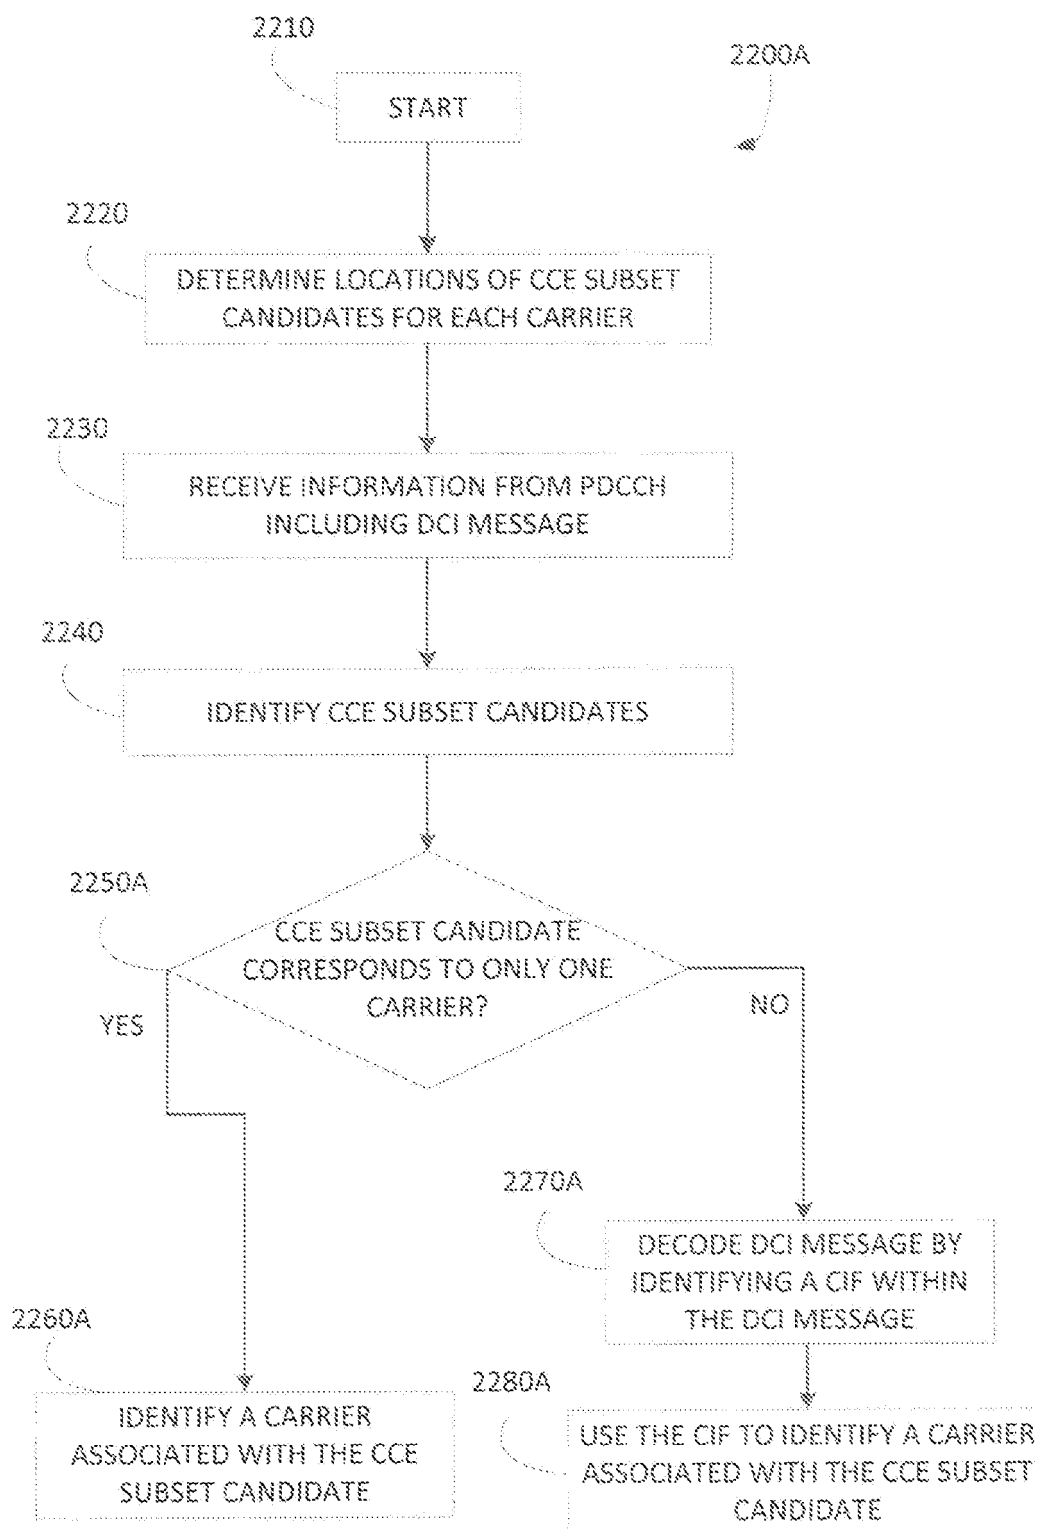 2210
2200A
START
2220
DETERMINE LOCATIONS OF CCE SUBSET
CANDIDATES FOR EACH CARRIER
2230
RECEIVE INFORMATION FROM PDCCH
INCLUDING DCI MESSAGE
2240
IDENTIFY CCE SUBSET CANDIDATES
2250A
CCE SUBSET CANDIDATE
CORRESPONDS TO ONLY ONE
CARRIER?
YES
NO
2270A
DECODE DCI MESSAGE BY
IDENTIFYING A CIF WITHIN
THE DCI MESSAGE
2260A
IDENTIFY A CARRIER
ASSOCIATED WITH THE CCE
SUBSET CANDIDATE
2280A
USE THE CIF TO IDENTIFY A CARRIER
ASSOCIATED WITH THE CCE SUBSET
CANDIDATE